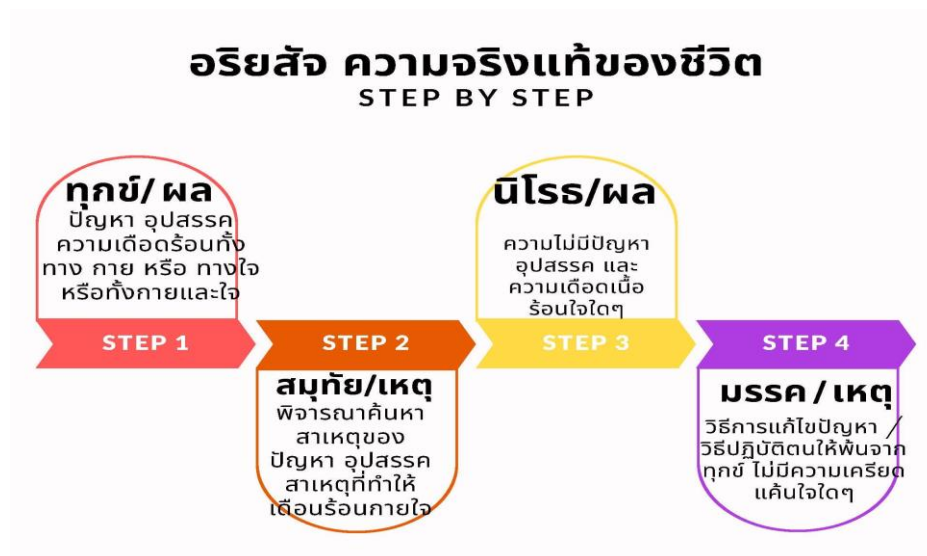 อริยสัจ ความจริงแท้ของชีวิต
STEP BY STEP
ทุกข์/ ผล
ปัญหา อุปสรรค
ความเดือดร้อนทั้ง
ทาง กาย หรือ ทางใจ
หรือทั้งกายและใจ
STEP 1
STEP 2
สมุทัย/เหตุ
พิจารณาค้นหา
สาเหตุของ
ปัญหา อุปสรรค
สาเหตุที่ทำให้
เดือนร้อนกายใจ
นิโรธ/ผล
ความไม่มีปัญหา
อุปสรรค และ
ความเดือดเนื้อ
ร้อนใจใดๆ
STEP 3
STEP 4
มรรค / เหตุ
วิธีการแก้ไขปัญหา /
วิธีปฏิบัติตนให้พ้นจาก
ทุกข์ ไม่มีความเครียด
แค้นใจใดๆ